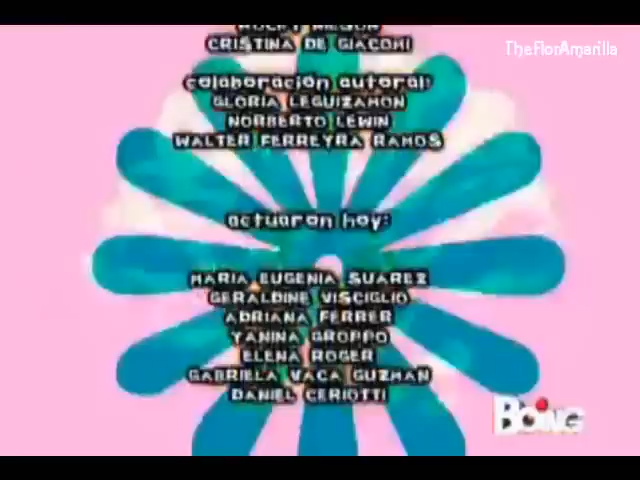 CRISTINA DE GIACOMI
TheFlorAmarilla
colaboración autoral:
GLORIA LEGUIZAMON
NORBERTO LEWIN
WALTER FERREYRA RAMOS
actuaron hoy:
MARIA EUGENIA SUAREZ
GERALDINE VISCIGLIO
ADRIANA FERRER
YANINA GROPPO
ELENA ROGER
GABRIELA VACA GUZMAN
DANIEL CERIOTTI
BOING